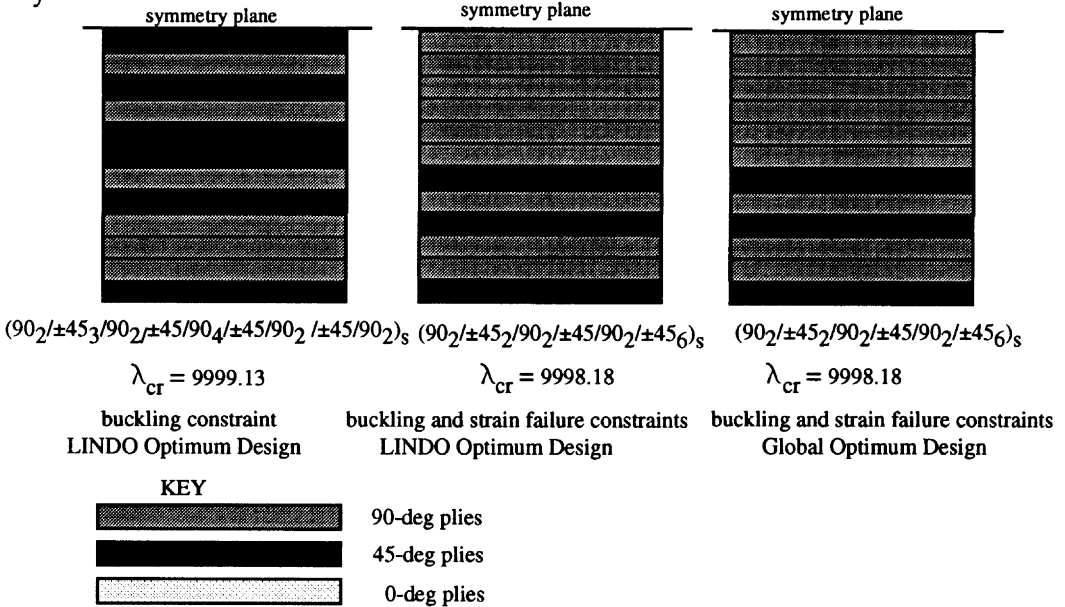 symmetry plane
symmetry plane
symmetry plane
(90₂/±45₃/90₂/±45/90₄/±45/90₂ /±45/90₂)ₛ
(90₂/±45₂/90₂/±45/90₂/±45₆)ₛ
(90₂/±45₂/90₂/±45/90₂/±45₆)ₛ
λcr = 9999.13
λcr = 9998.18
λcr = 9998.18
buckling constraint
LINDO Optimum Design
buckling and strain failure constraints
LINDO Optimum Design
buckling and strain failure constraints
Global Optimum Design
KEY
90-deg plies
45-deg plies
0-deg plies